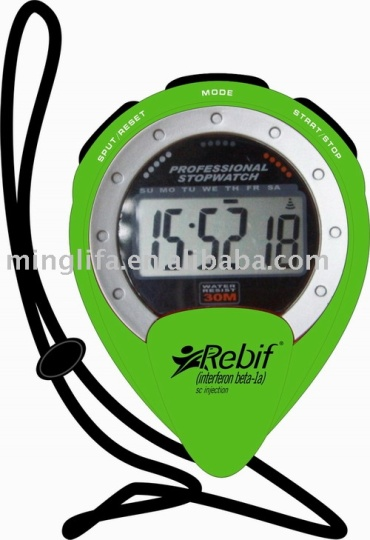 MODE
SPUT/RESET
START/STOP
PROFESSIONAL
STOPWATCH
SU MO TU WE TH FR SA
15:52 18
minglifa.en.alibaba.com
WATER
RESIST
30M
Rebif®
(interferon beta-1a)
sc injection